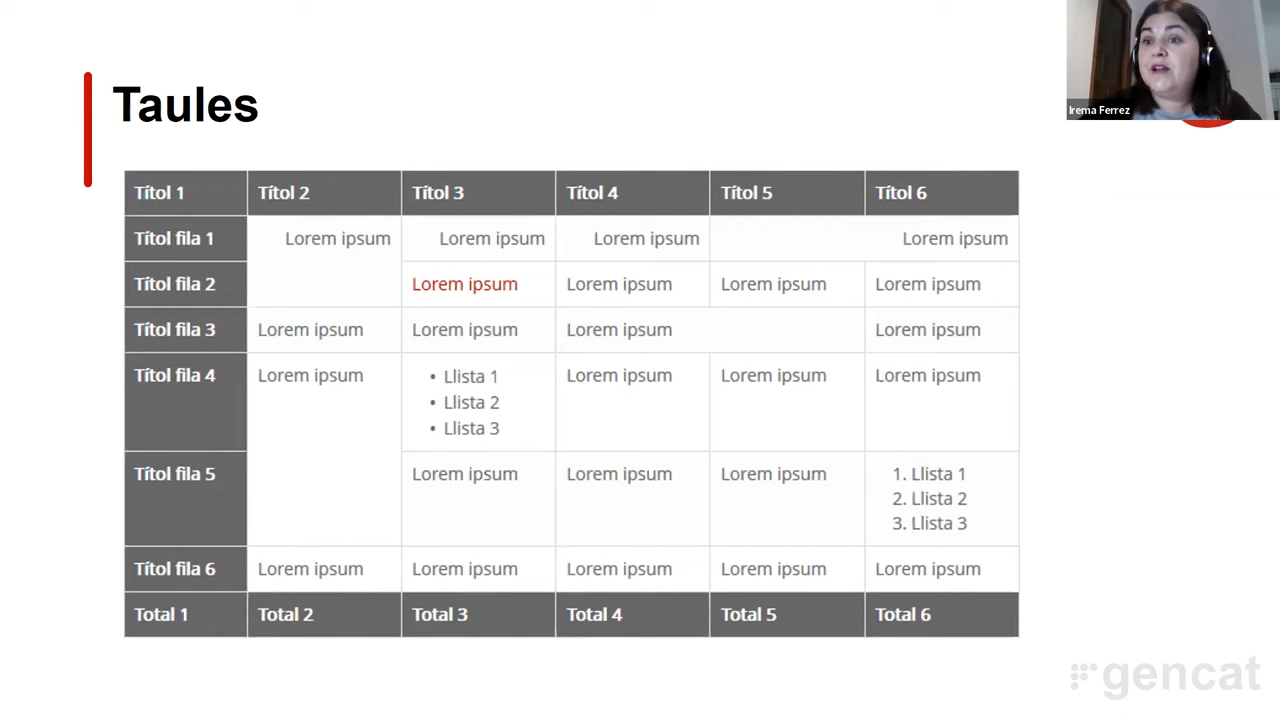 Irema Ferrez
Taules
Títol 1 Títol 2 Títol 3 Títol 4 Títol 5 Títol 6
Títol fila 1 Lorem ipsum Lorem ipsum Lorem ipsum Lorem ipsum
Títol fila 2 Lorem ipsum Lorem ipsum Lorem ipsum Lorem ipsum
Títol fila 3 Lorem ipsum Lorem ipsum Lorem ipsum Lorem ipsum
Títol fila 4 Lorem ipsum • Llista 1 Lorem ipsum Lorem ipsum Lorem ipsum
• Llista 2
• Llista 3
Títol fila 5 Lorem ipsum Lorem ipsum Lorem ipsum 1. Llista 1
2. Llista 2
3. Llista 3
Títol fila 6 Lorem ipsum Lorem ipsum Lorem ipsum Lorem ipsum Lorem ipsum
Total 1 Total 2 Total 3 Total 4 Total 5 Total 6
gencat